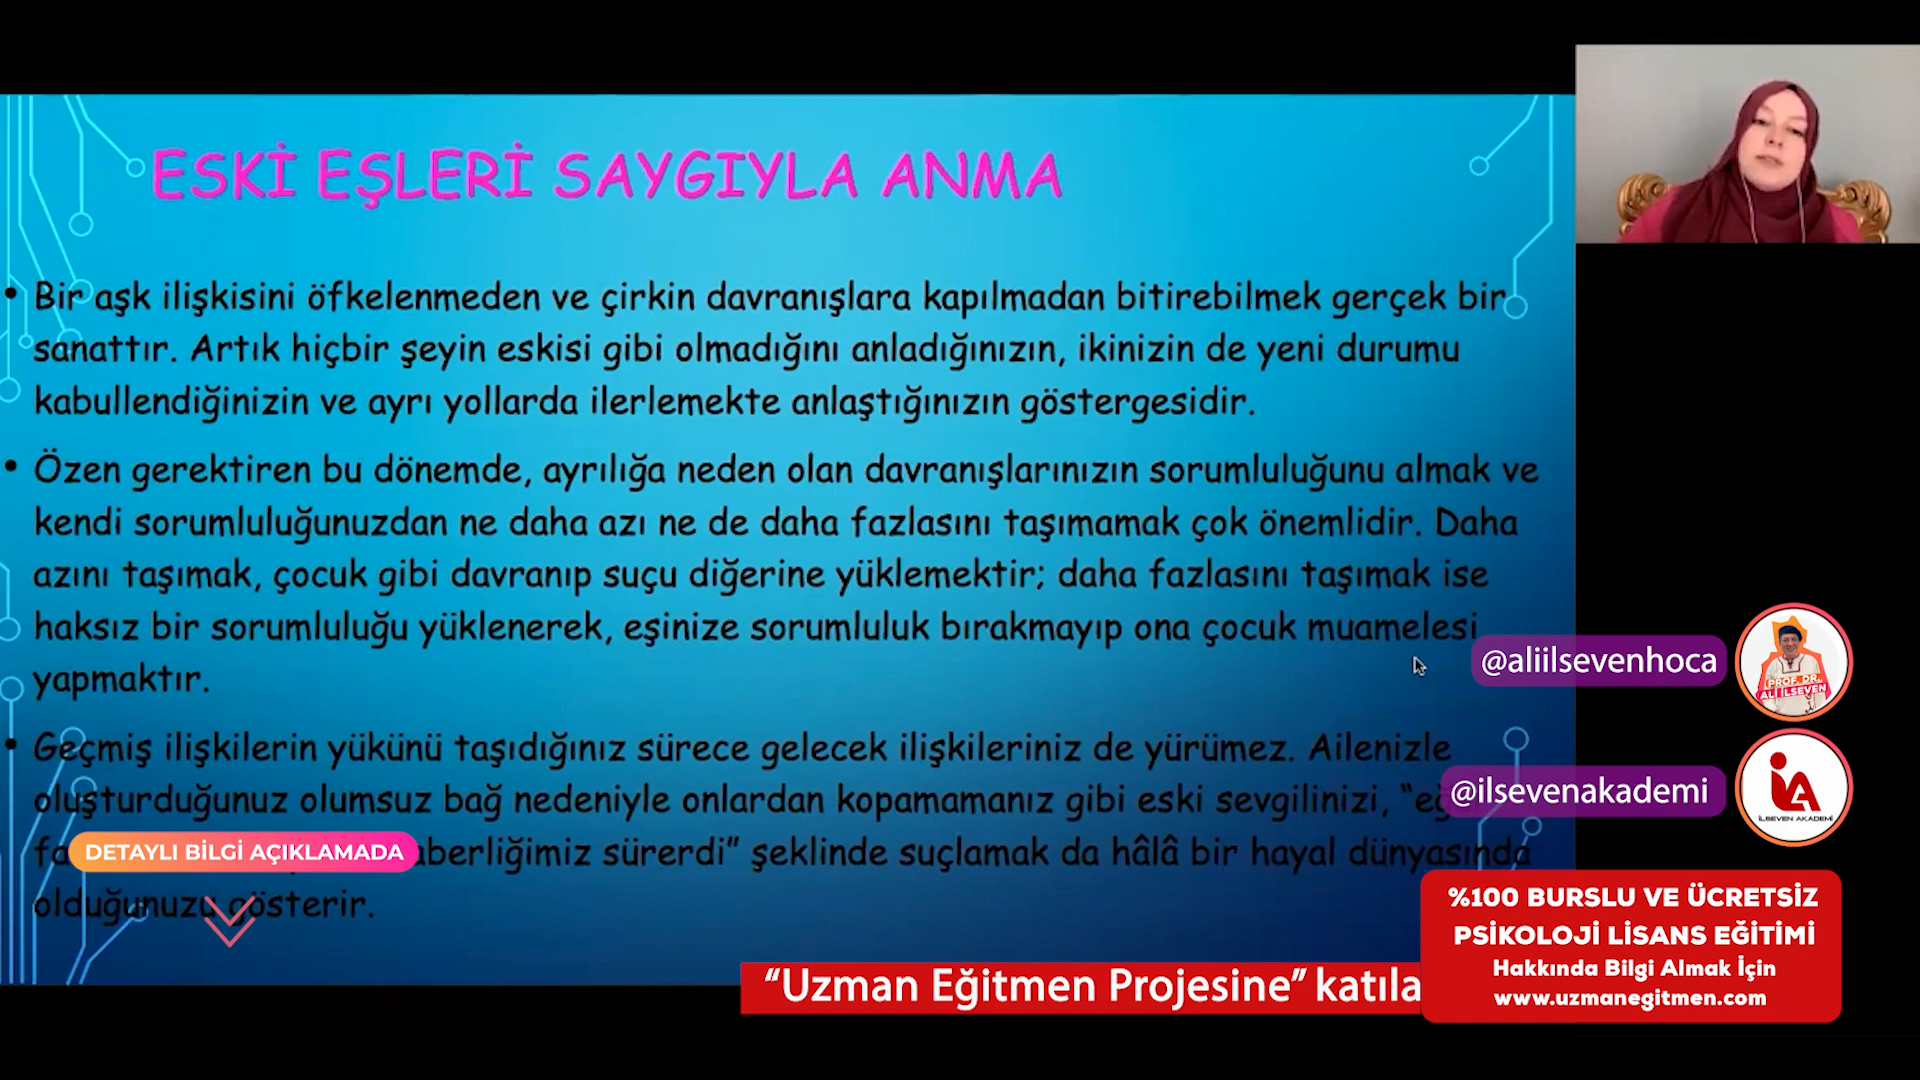 ESKİ EŞLERİ SAYGIYLA ANMA
• Bir aşk ilişkisini öfkelenmeden ve çirkin davranışlara kapılmadan bitirebilmek gerçek bir
sanattır. Artık hiçbir şeyin eskisi gibi olmadığını anladığınızın, ikinizin de yeni durumu
kabullendiğinizin ve ayrı yollarda ilerlemekte anlaştığınızın göstergesidir.
• Özen gerektiren bu dönemde, ayrılığa neden olan davranışlarınızın sorumluluğunu almak ve
kendi sorumluluğunuzdan ne daha azı ne de daha fazlasını taşımamak çok önemlidir. Daha
azını taşımak, çocuk gibi davranıp suçu diğerine yüklemektir; daha fazlasını taşımak ise
haksız bir sorumluluğu yüklenerek, eşinize sorumluluk bırakmayıp ona çocuk muamelesi
yapmaktır.
• Geçmiş ilişkilerin yükünü taşıdığınız sürece gelecek ilişkileriniz de yürümez. Ailenizle
oluşturduğunuz olumsuz bağ nedeniyle onlardan kopamamanız gibi eski sevgilinizi,
sürerdi” şeklinde suçlamak da hâlâ bir hayal dünyasında
olduğunuzu gösterir.
DETAYLI BİLGİ AÇIKLAMADA
@aliilsevenhoca
PROF. DR.
ALİ İLSEVEN
@ilsevenakademi
İLSEVEN AKADEMİ
“Uzman Eğitmen Projesine” katıla
%100 BURSLU VE ÜCRETSİZ
PSİKOLOJİ LİSANS EĞİTİMİ
Hakkında Bilgi Almak İçin
www.uzmanegitmen.com